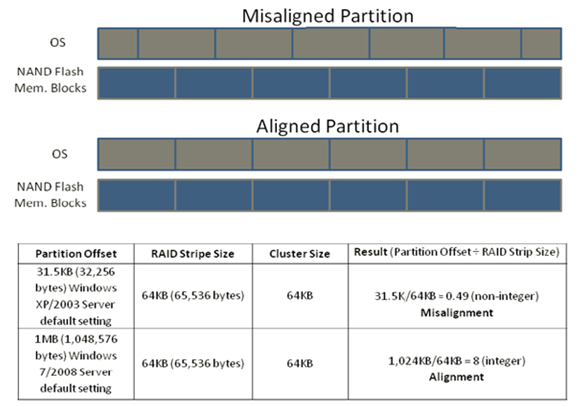 Misaligned Partition
OS
NAND Flash
Mem. Blocks
Aligned Partition
OS
NAND Flash
Mem. Blocks
Partition Offset
RAID Stripe Size
Cluster Size
Result (Partition Offset ÷ RAID Strip Size)
31.5KB (32,256
bytes) Windows
XP/2003 Server
default setting
64KB (65,536 bytes)
64KB
31.5K/64KB = 0.49 (non-integer)
Misalignment
1MB (1,048,576
bytes) Windows
7/2008 Server
default setting
64KB (65,536 bytes)
64KB
1,024KB/64KB = 8 (integer)
Alignment